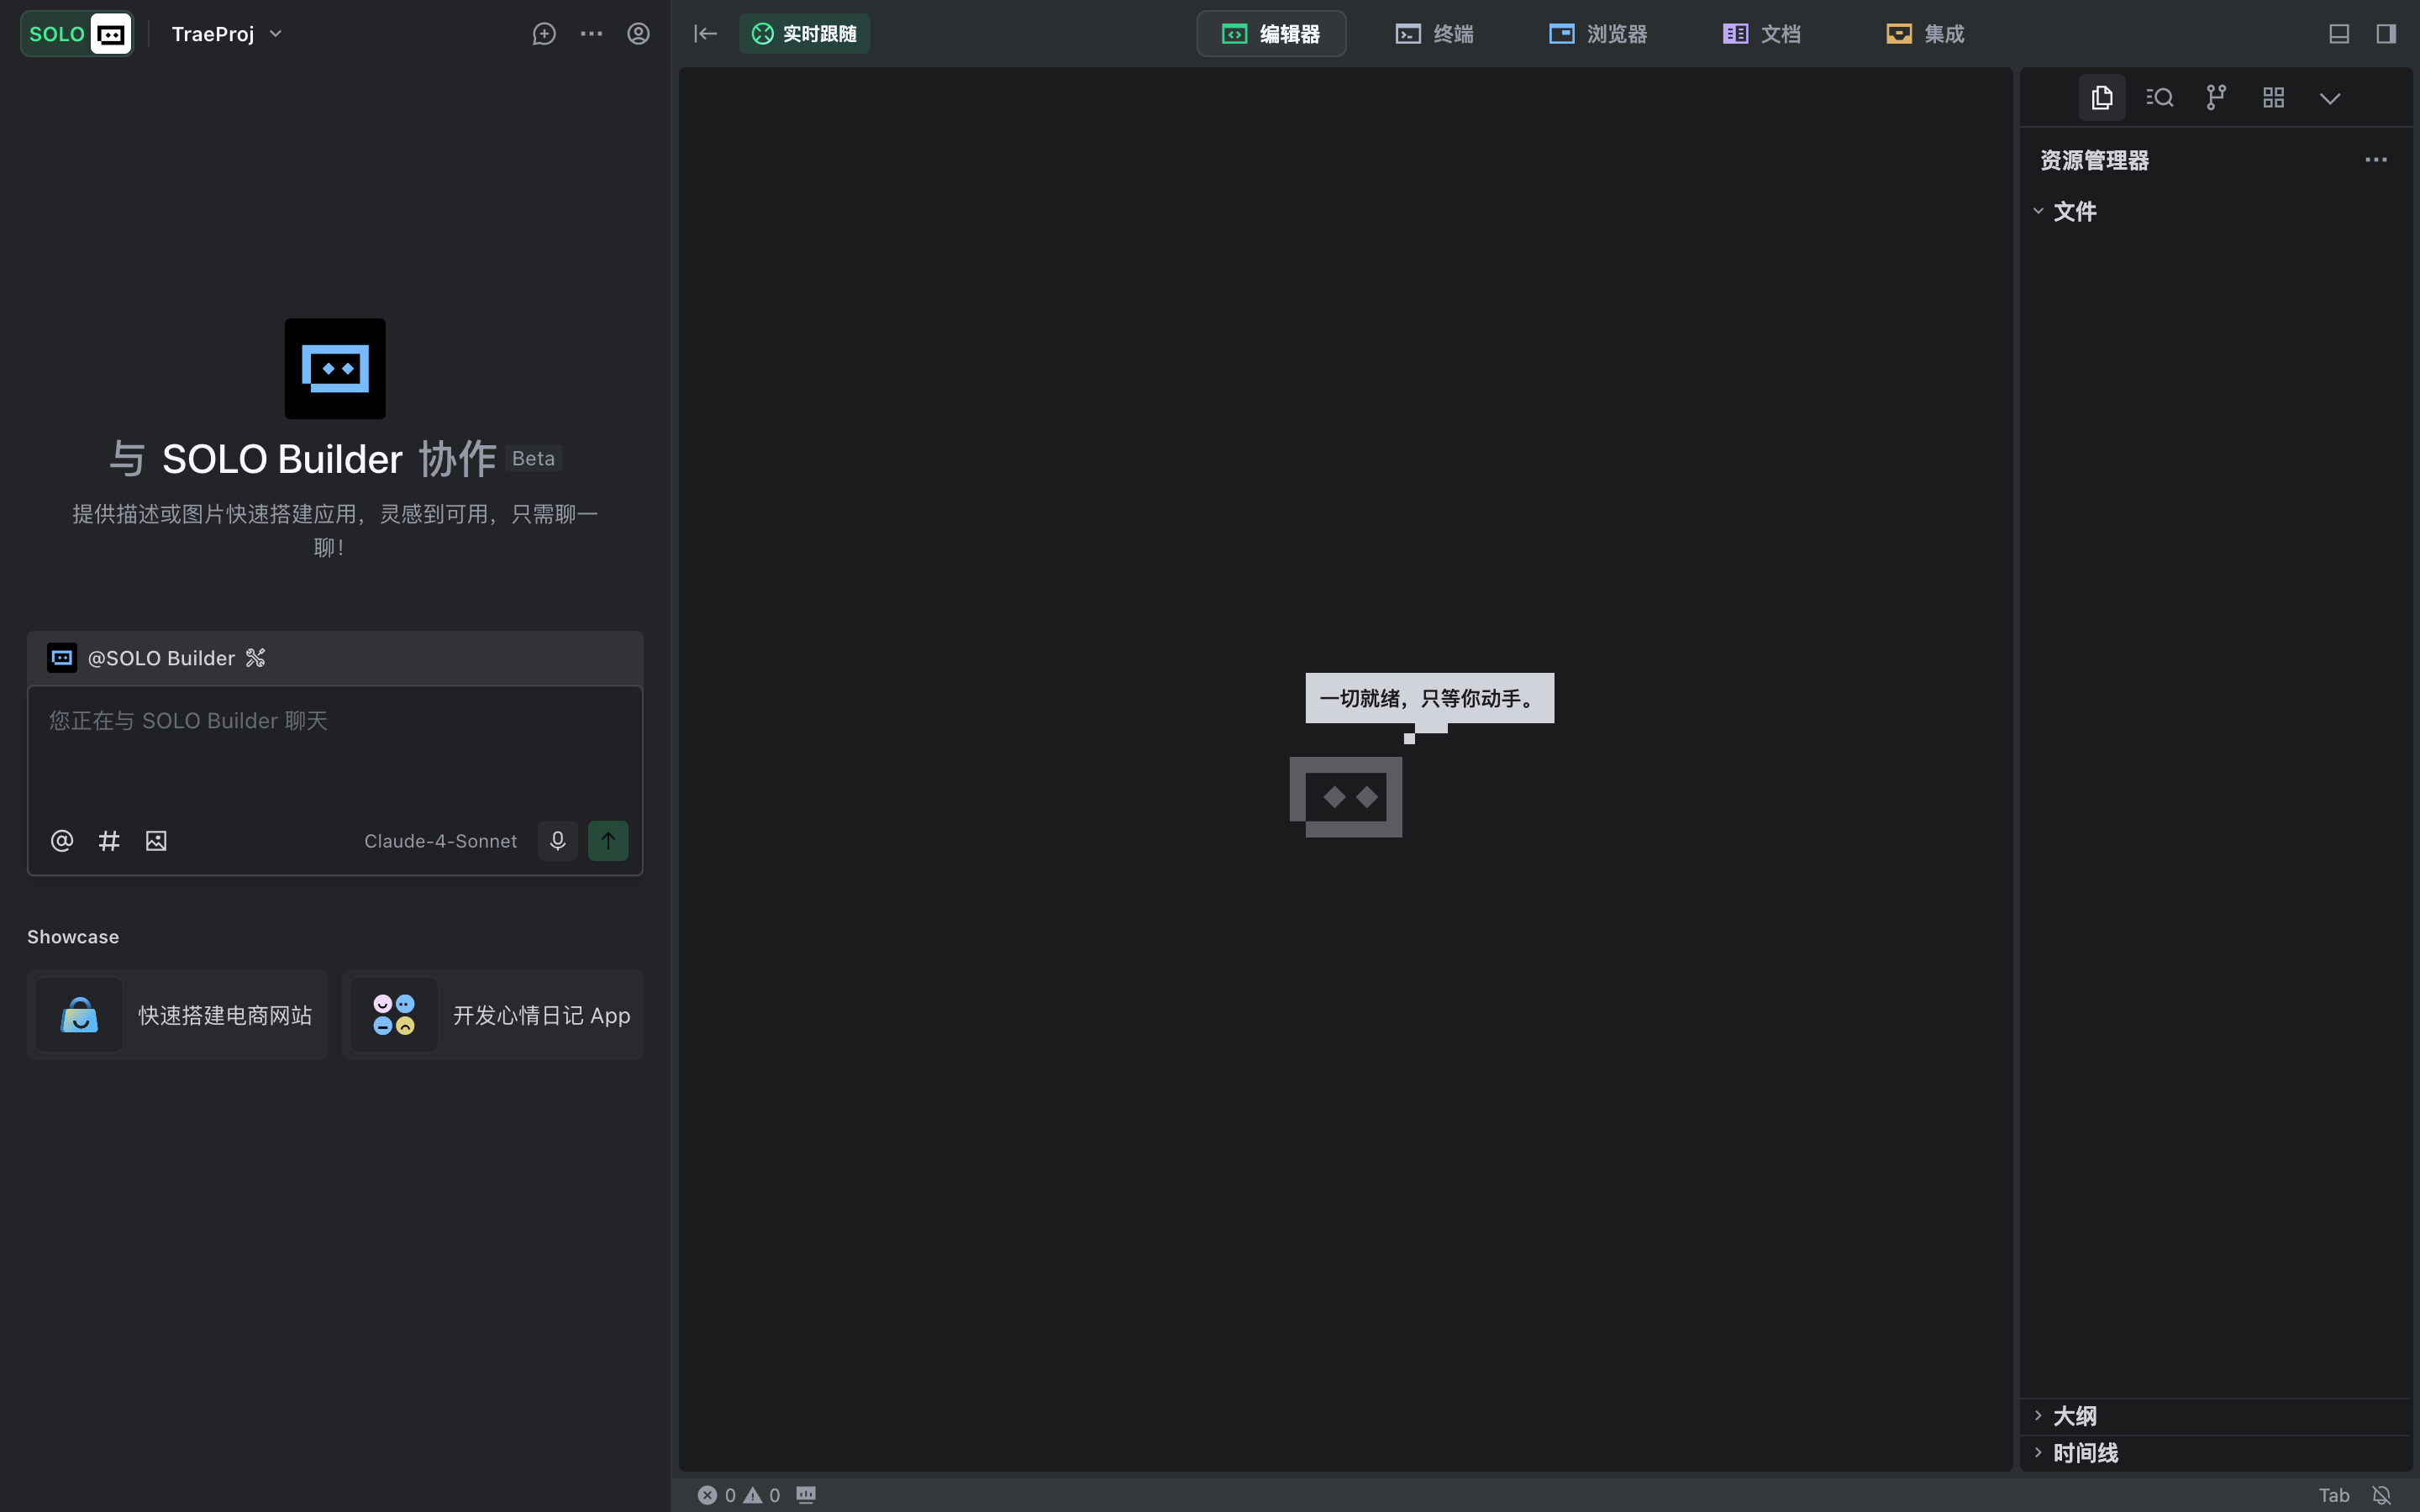 SOLO
TraeProj
实时跟随
编辑器
终端
浏览器
文档
集成
资源管理器
文件
与 SOLO Builder 协作 Beta
提供描述或图片快速搭建应用，灵感到可用，只需聊一
聊！
@SOLO Builder
您正在与 SOLO Builder 聊天
Claude-4-Sonnet
一切就绪，只等你动手。
Showcase
快速搭建电商网站
开发心情日记 App
大纲
时间线
0 0
Tab